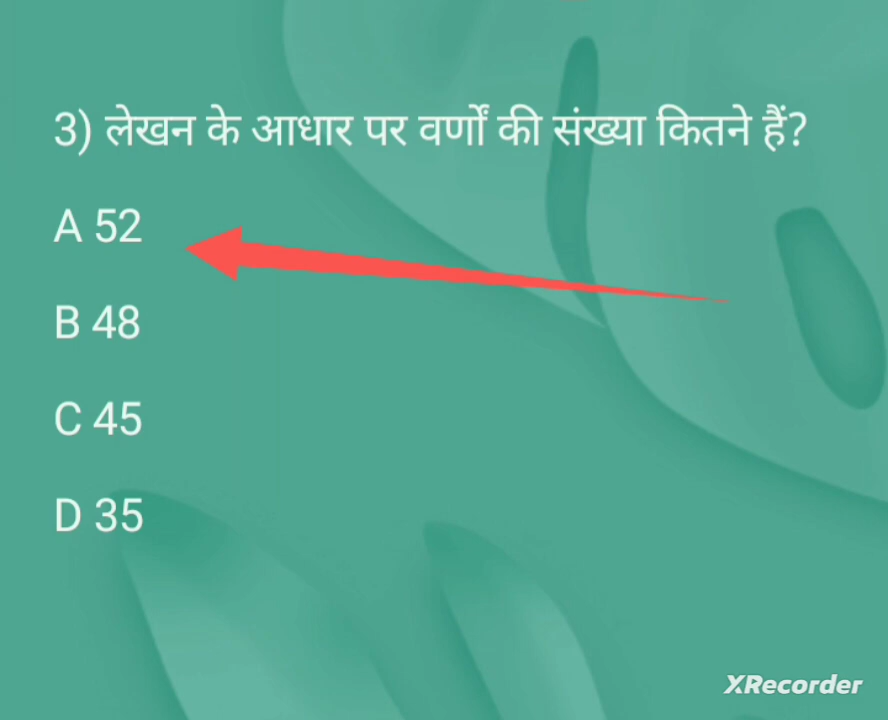 3) लेखन के आधार पर वर्णों की संख्या कितने हैं?
A 52
B 48
C 45
D 35
XRecorder